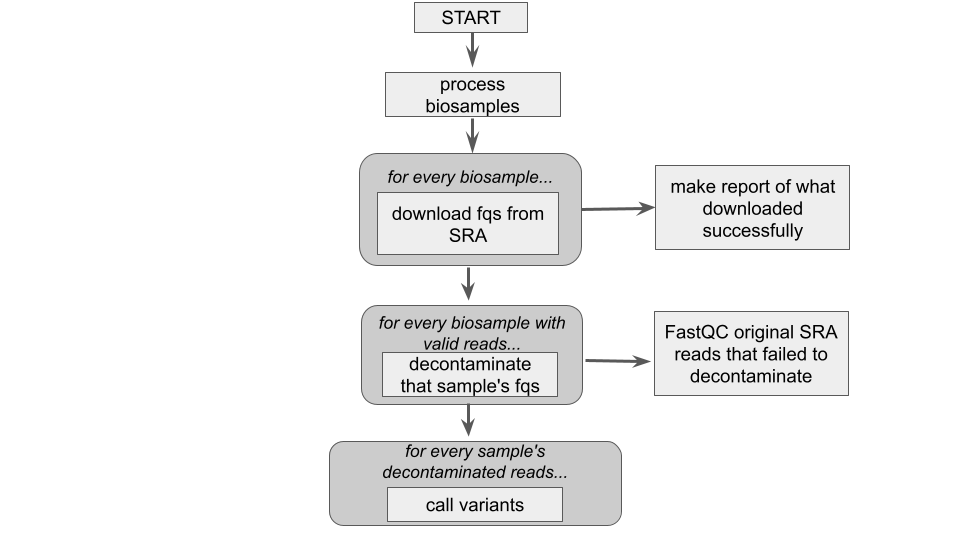 START
process
biosamples
for every biosample...
download fqs from
SRA
make report of what
downloaded
successfully
for every biosample with
valid reads...
decontaminate
that sample's fqs
FastQC original SRA
reads that failed to
decontaminate
for every sample's
decontaminated reads...
call variants